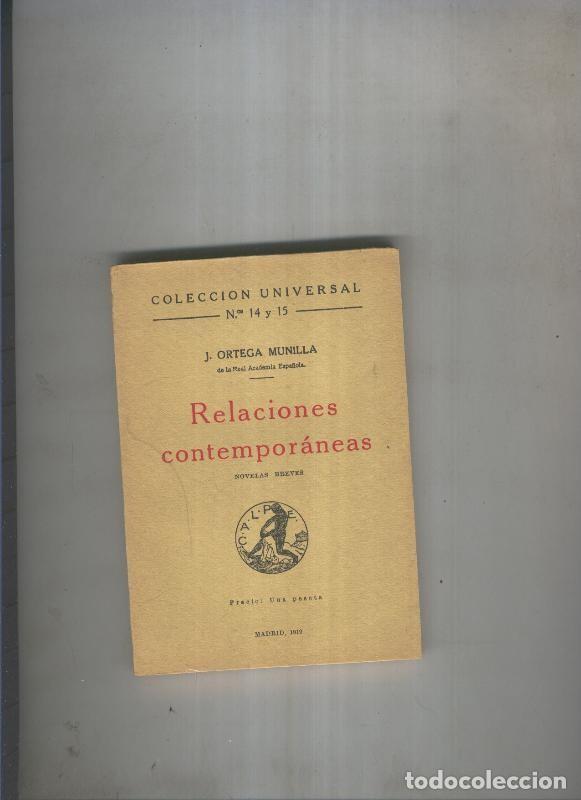 COLECCION UNIVERSAL
N.os 14 y 15
J. ORTEGA MUNILLA
de la Real Academia Española.
Relaciones
contemporáneas
NOVELAS BREVES
C·A·L·P·E·
Precio: Una peseta
MADRID, 1919
todocoleccion